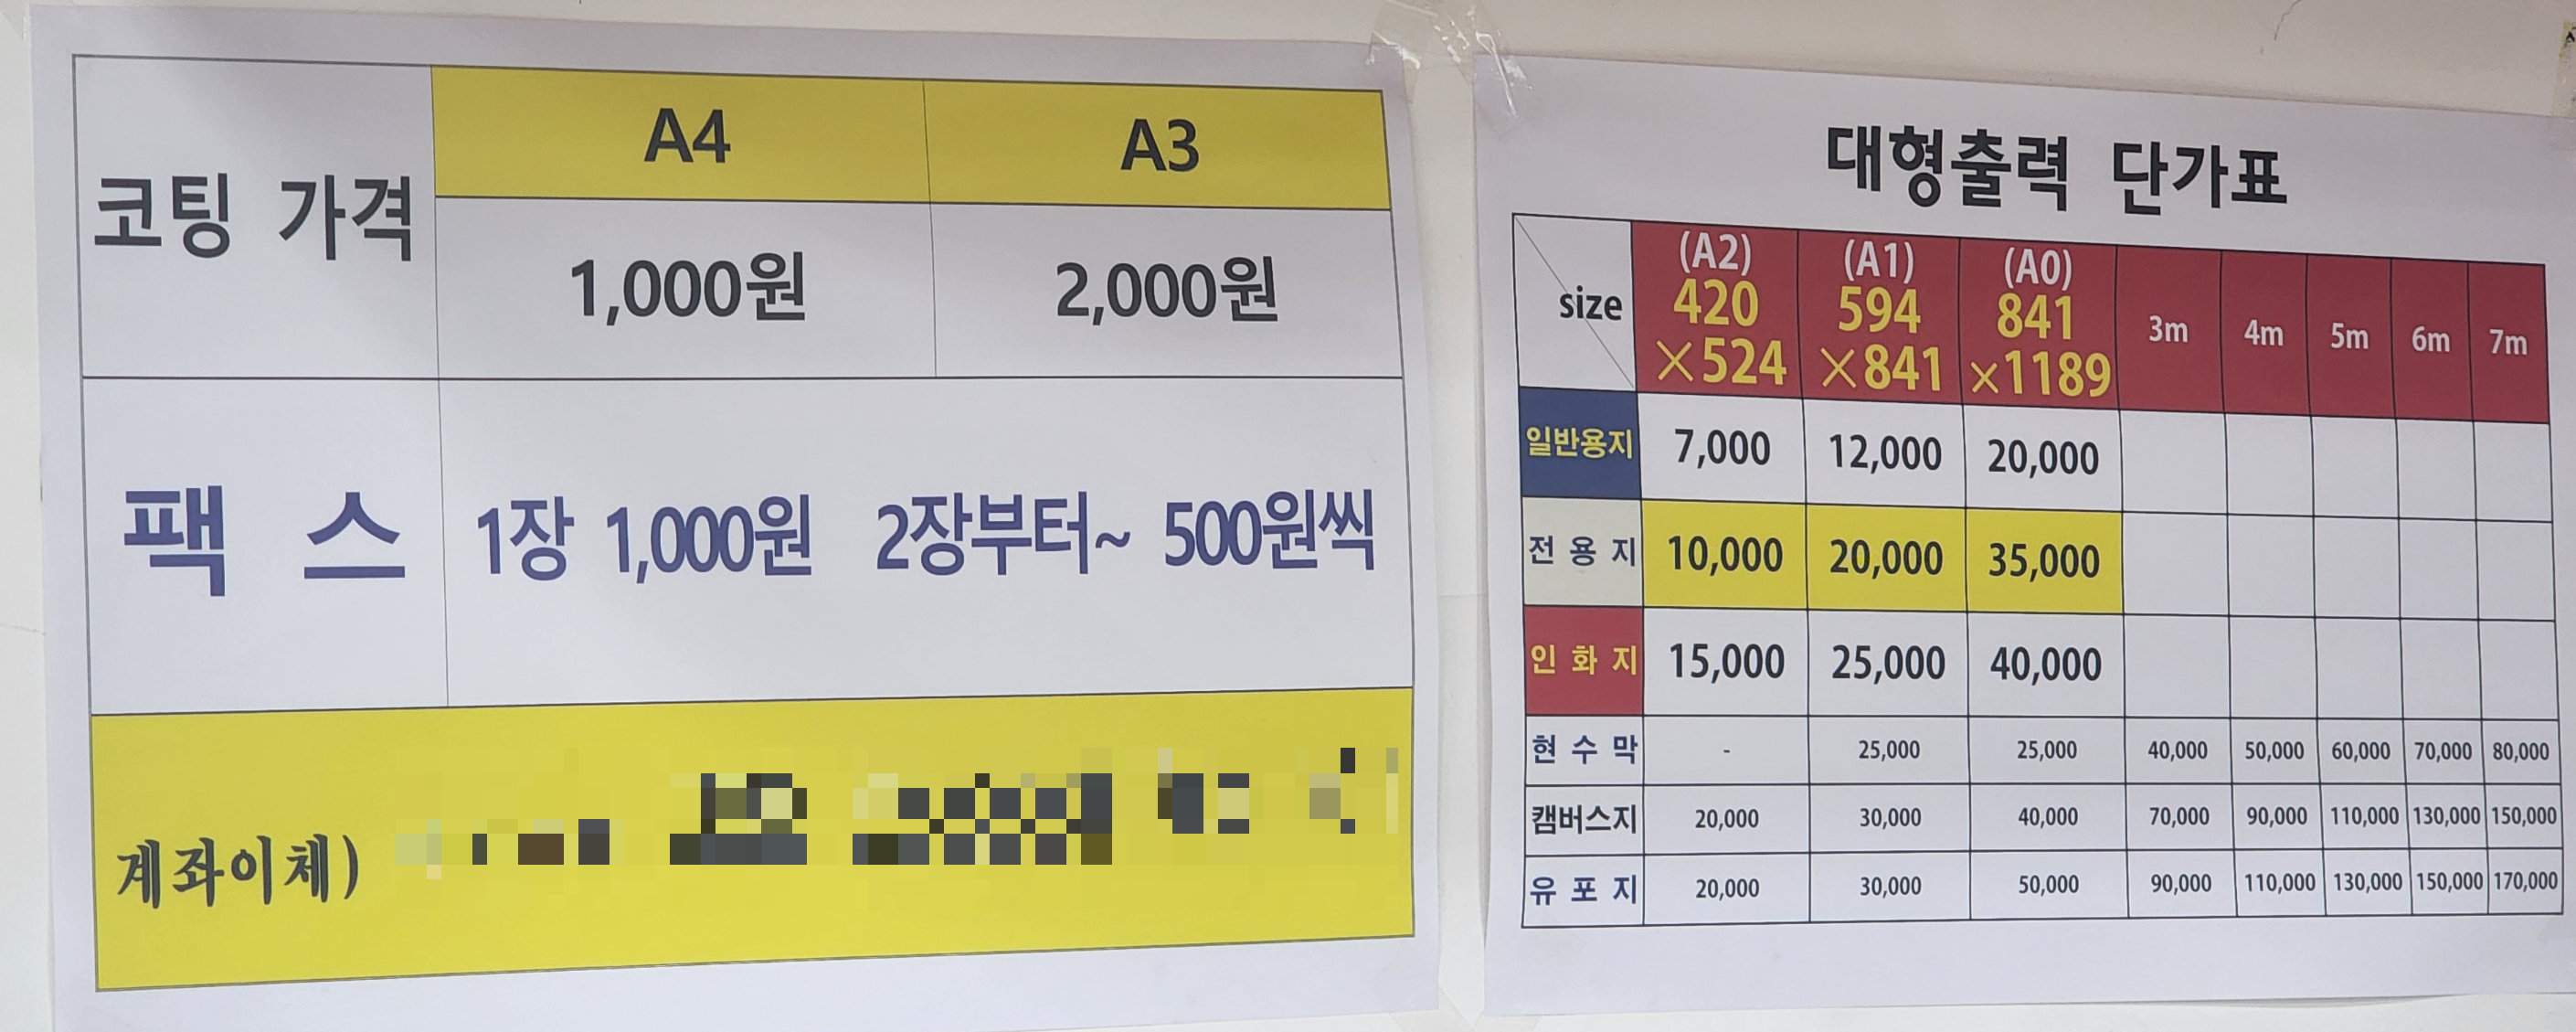 코팅 가격 A4 A3
1,000원 2,000원
팩 스 1장 1,000원 2장부터~ 500원씩
계좌이체)
대형출력 단가표
size (A2) 420 ×524 (A1) 594 ×841 (A0) 841 ×1189 3m 4m 5m 6m 7m
일반용지 7,000 12,000 20,000
전 용 지 10,000 20,000 35,000
인 화 지 15,000 25,000 40,000
현 수 막 - 25,000 25,000 40,000 50,000 60,000 70,000 80,000
캠버스지 20,000 30,000 40,000 70,000 90,000 110,000 130,000 150,000
유 포 지 20,000 30,000 50,000 90,000 110,000 130,000 150,000 170,000